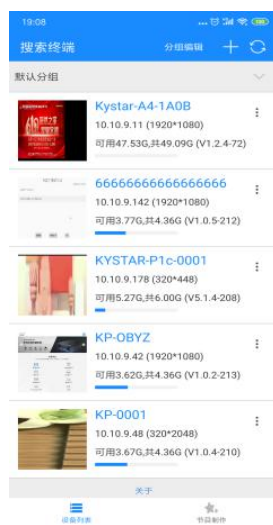 19:08
搜索终端 分组编辑
默认分组
Kystar-A4-1A0B
10.10.9.11 (1920*1080)
可用47.53G,共49.09G (V1.2.4-72)
66666666666666666
10.10.9.142 (1920*1080)
可用3.77G,共4.36G (V1.0.5-212)
KYSTAR-P1c-0001
10.10.9.178 (320*448)
可用5.27G,共6.00G (V5.1.4-208)
KP-OBYZ
10.10.9.42 (1920*1080)
可用3.62G,共4.36G (V1.0.2-213)
KP-0001
10.10.9.48 (320*2048)
可用3.67G,共4.36G (V1.0.4-210)
关于
设备列表 节目制作